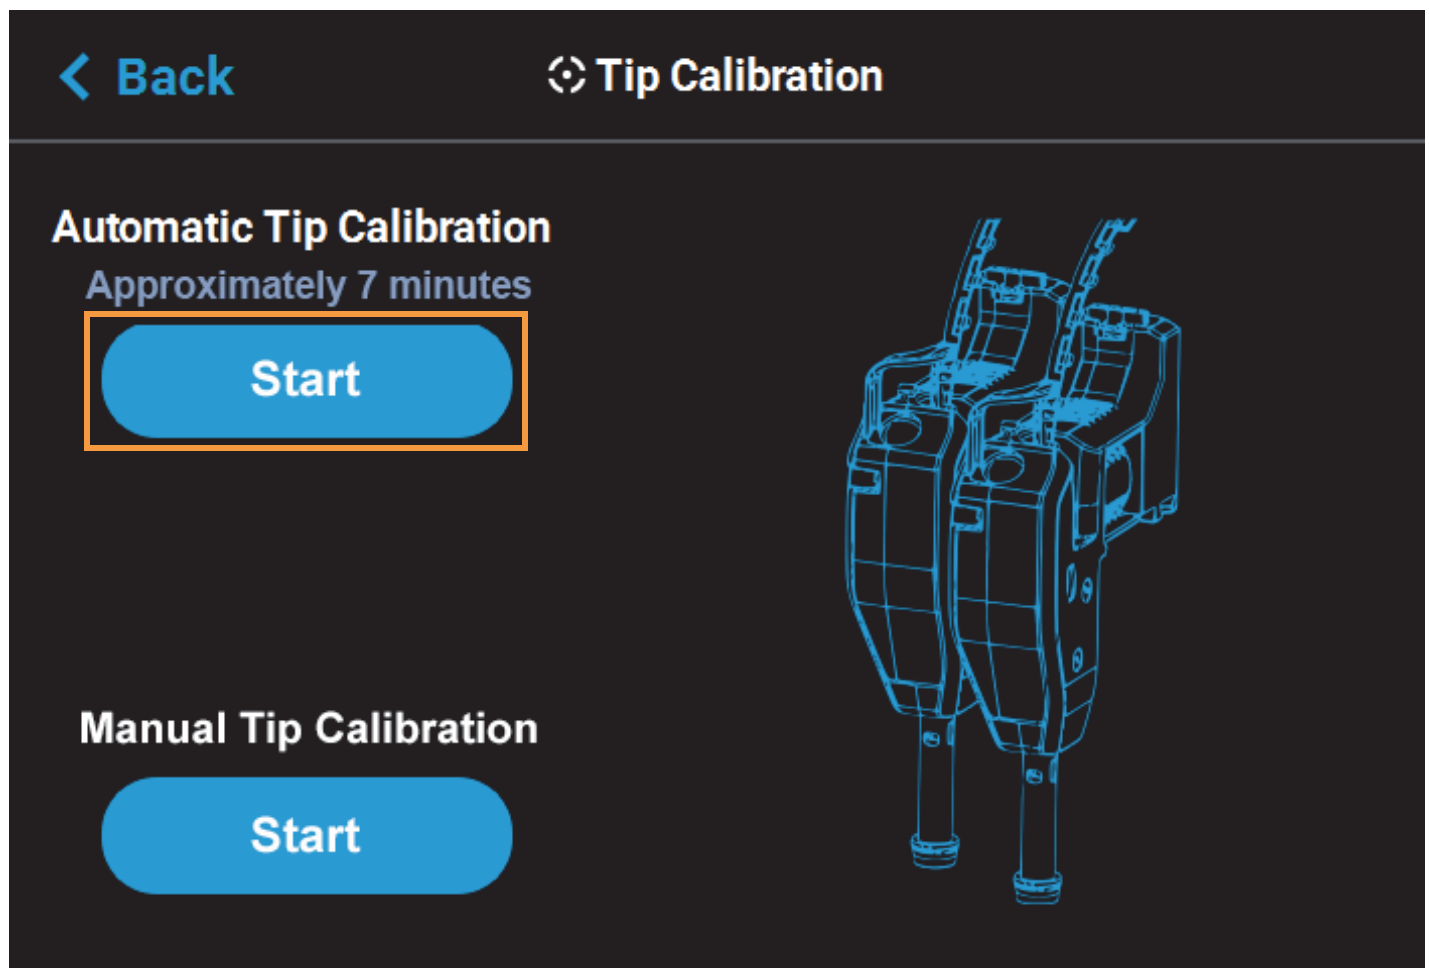 Back
Tip Calibration
Automatic Tip Calibration
Approximately 7 minutes
Start
Manual Tip Calibration
Start